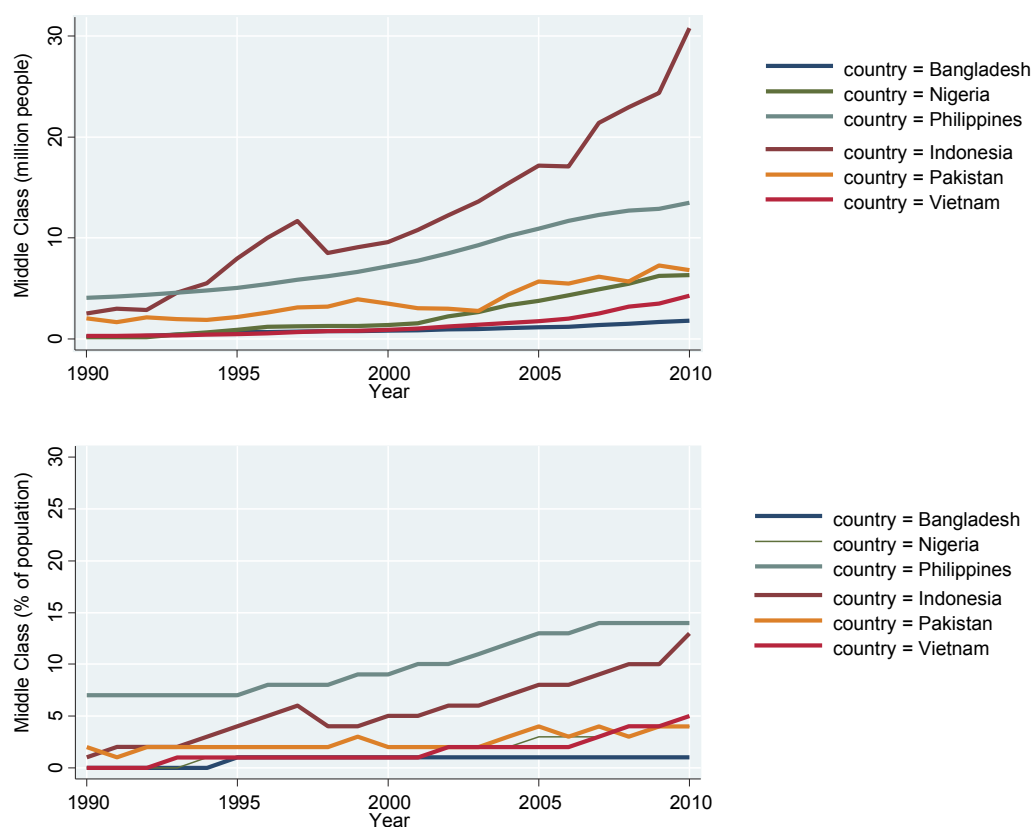 Middle Class (million people)
30
20
10
0
1990
1995
2000
2005
2010
Year
country = Bangladesh
country = Nigeria
country = Philippines
country = Indonesia
country = Pakistan
country = Vietnam
Middle Class (% of population)
30
25
20
15
10
5
0
1990
1995
2000
2005
2010
Year
country = Bangladesh
country = Nigeria
country = Philippines
country = Indonesia
country = Pakistan
country = Vietnam